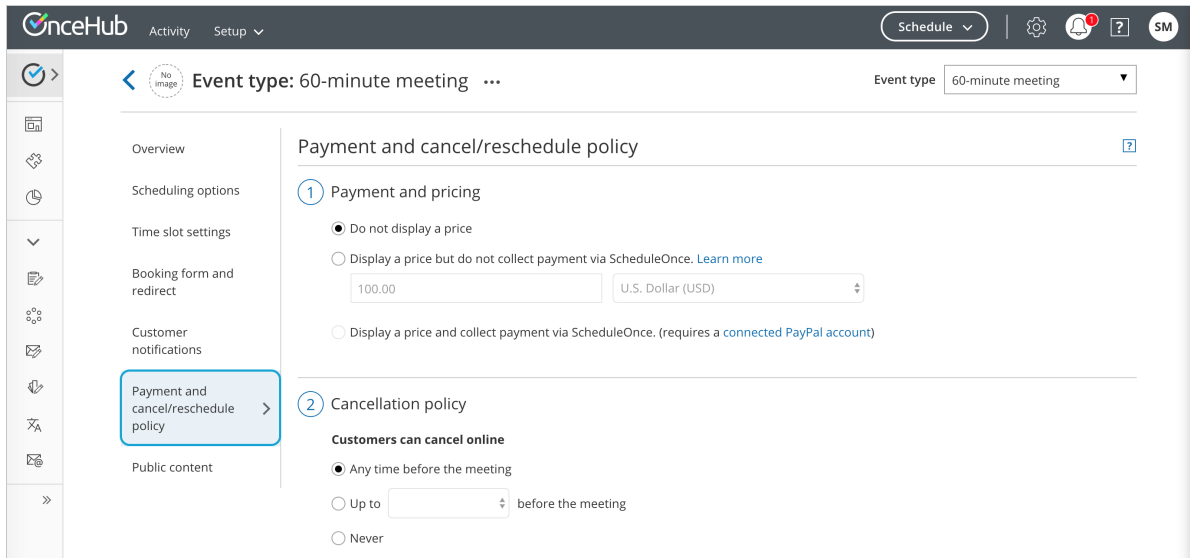 OnceHub Activity Setup Schedule 1 ? SM
No image Event type: 60-minute meeting ... Event type 60-minute meeting
Overview
Scheduling options
Time slot settings
Booking form and
redirect
Customer
notifications
Payment and
cancel/reschedule
policy
Public content
Payment and cancel/reschedule policy ?
1 Payment and pricing
Do not display a price
Display a price but do not collect payment via ScheduleOnce. Learn more
100.00 U.S. Dollar (USD)
Display a price and collect payment via ScheduleOnce. (requires a connected PayPal account)
2 Cancellation policy
Customers can cancel online
Any time before the meeting
Up to before the meeting
Never